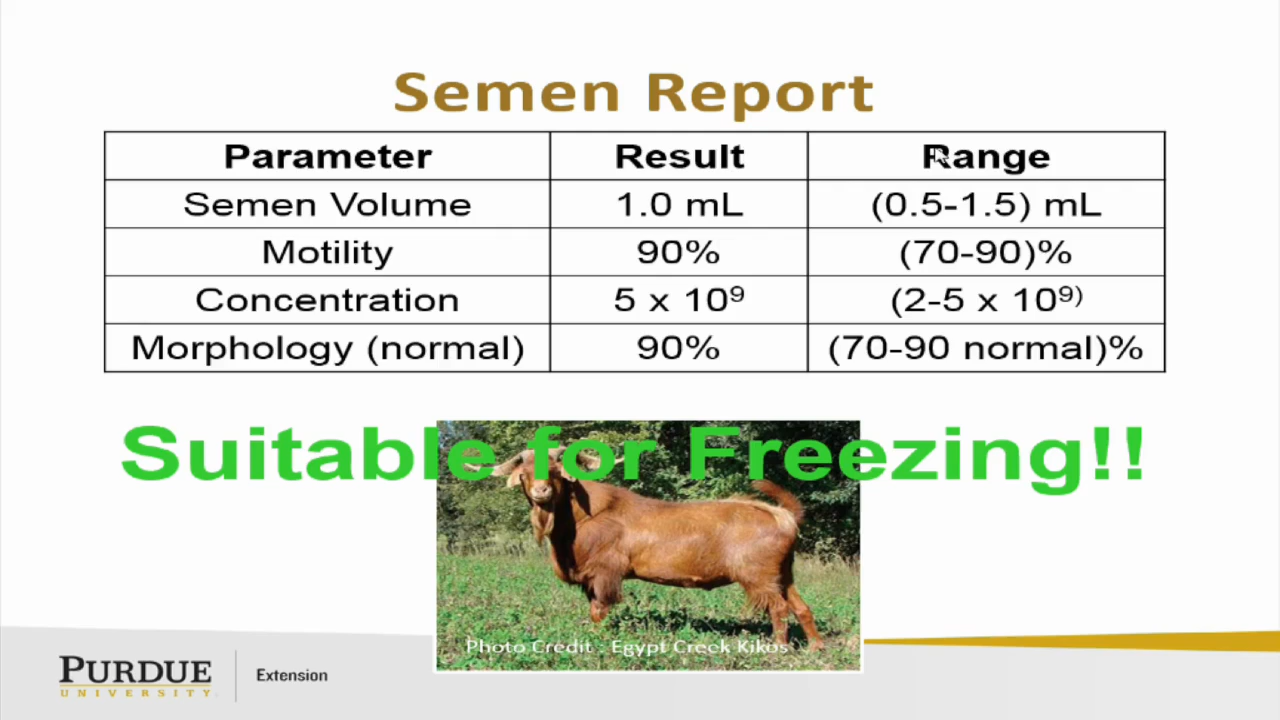 Semen Report
Parameter Result Range
Semen Volume 1.0 mL (0.5-1.5) mL
Motility 90% (70-90)%
Concentration 5 x 10⁹ (2-5 x 10⁹⁾
Morphology (normal) 90% (70-90 normal)%
Suitable for Freezing!!
Photo Credit : Egypt Creek Kikos
PURDUE
UNIVERSITY
Extension